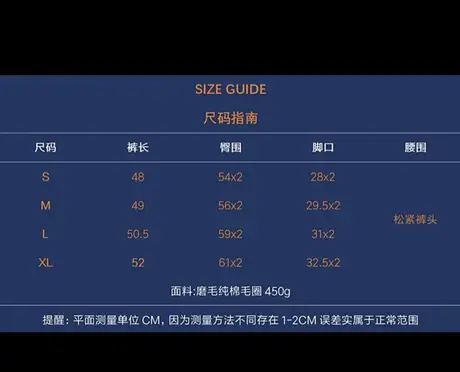 SIZE GUIDE
尺码指南
尺码 裤长 臀围 脚口 腰围
S 48 54x2 28x2
M 49 56x2 29.5x2
松紧裤头
L 50.5 59x2 31x2
XL 52 61x2 32.5x2
面料:磨毛纯棉毛圈 450g
提醒：平面测量单位 CM，因为测量方法不同存在 1-2CM 误差实属于正常范围